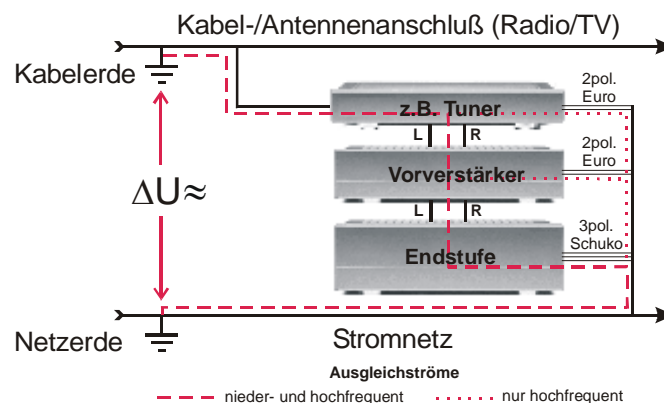 Kabel-/Antennenanschluß (Radio/TV)
Kabelerde
2pol.
Euro
z.B. Tuner
L R
2pol.
Euro
Vorverstärker
ΔU≈
L R
3pol.
Schuko
Endstufe
Netzerde
Stromnetz
Ausgleichströme
nieder- und hochfrequent
nur hochfrequent